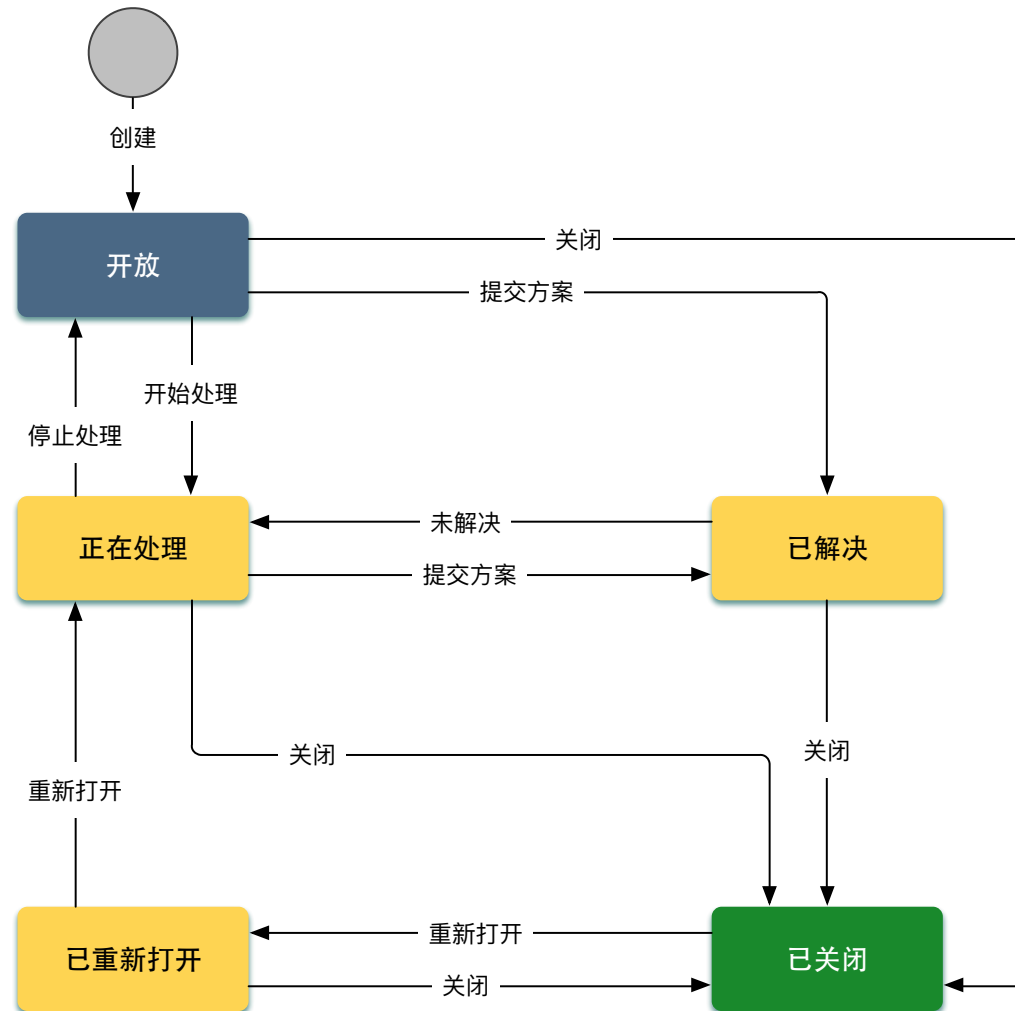 创建
开放
关闭
提交方案
开始处理
停止处理
正在处理
未解决
提交方案
已解决
关闭
关闭
重新打开
已重新打开
重新打开
关闭
已关闭